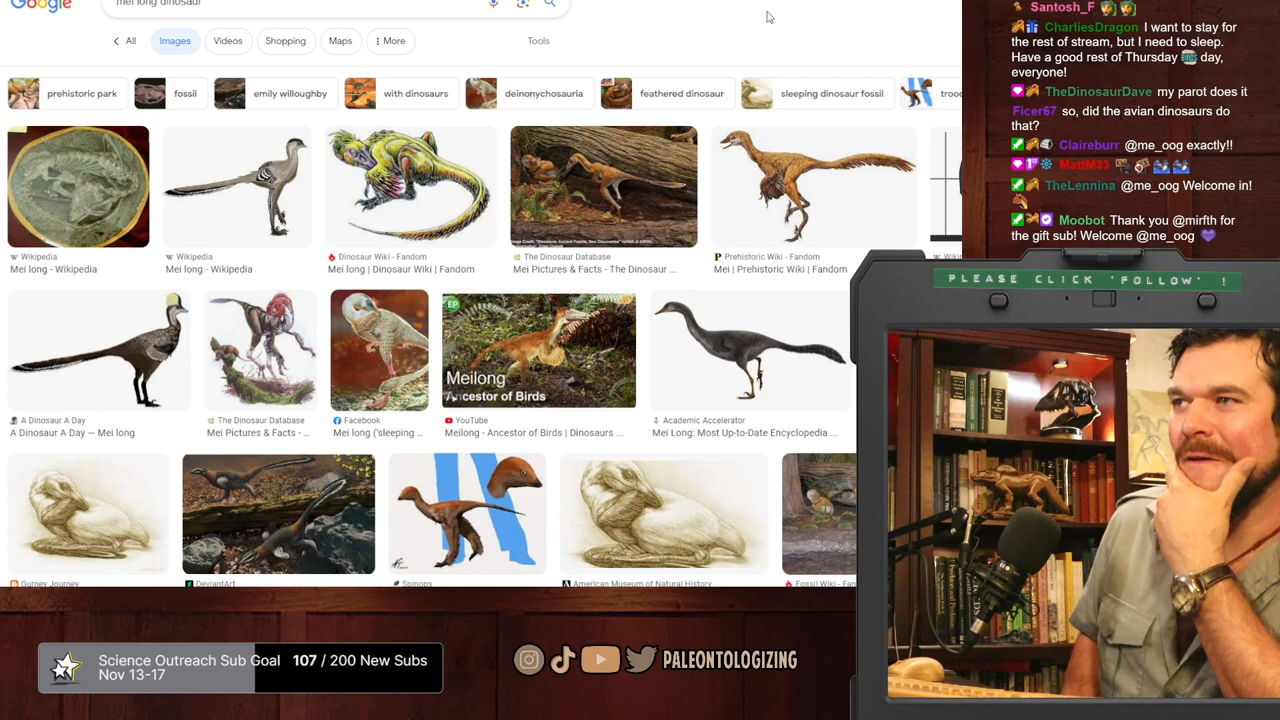 Google
mei long dinosaur
All Images Videos Shopping Maps More Tools
prehistoric park fossil emily willoughby with dinosaurs deinonychosauria feathered dinosaur sleeping dinosaur fossil
Wikipedia
Mei long - Wikipedia
Wikipedia
Mei long - Wikipedia
Dinosaur Wiki - Fandom
Mei long | Dinosaur Wiki | Fandom
The Dinosaur Database
Mei Pictures & Facts - The Dinosaur ...
Prehistoric Wiki - Fandom
Mei | Prehistoric Wiki | Fandom
EP
Meilong
Ancestor of Birds
A Dinosaur A Day
A Dinosaur A Day — Mei long
The Dinosaur Database
Mei Pictures & Facts - ...
Facebook
Mei long ('sleeping ...
YouTube
Meilong - Ancestor of Birds | Dinosaurs ...
Academic Accelerator
Mei Long: Most Up-to-Date Encyclopedia ...
Gurney Journey
DeviantArt
Spinops
American Museum of Natural History
Santosh_F
CharliesDragon I want to stay for
the rest of stream, but I need to sleep.
Have a good rest of Thursday day,
everyone!
TheDinosaurDave my parot does it
Ficer67 so, did the avian dinosaurs do
that?
Claireburr @me_oog exactly!!
MattM33
TheLennina @me_oog Welcome in!
Moobot Thank you @mirfth for
the gift sub! Welcome @me_oog
PLEASE CLICK 'FOLLOW' !
Science Outreach Sub Goal 107 / 200 New Subs
Nov 13-17
PALEONTOLOGIZING